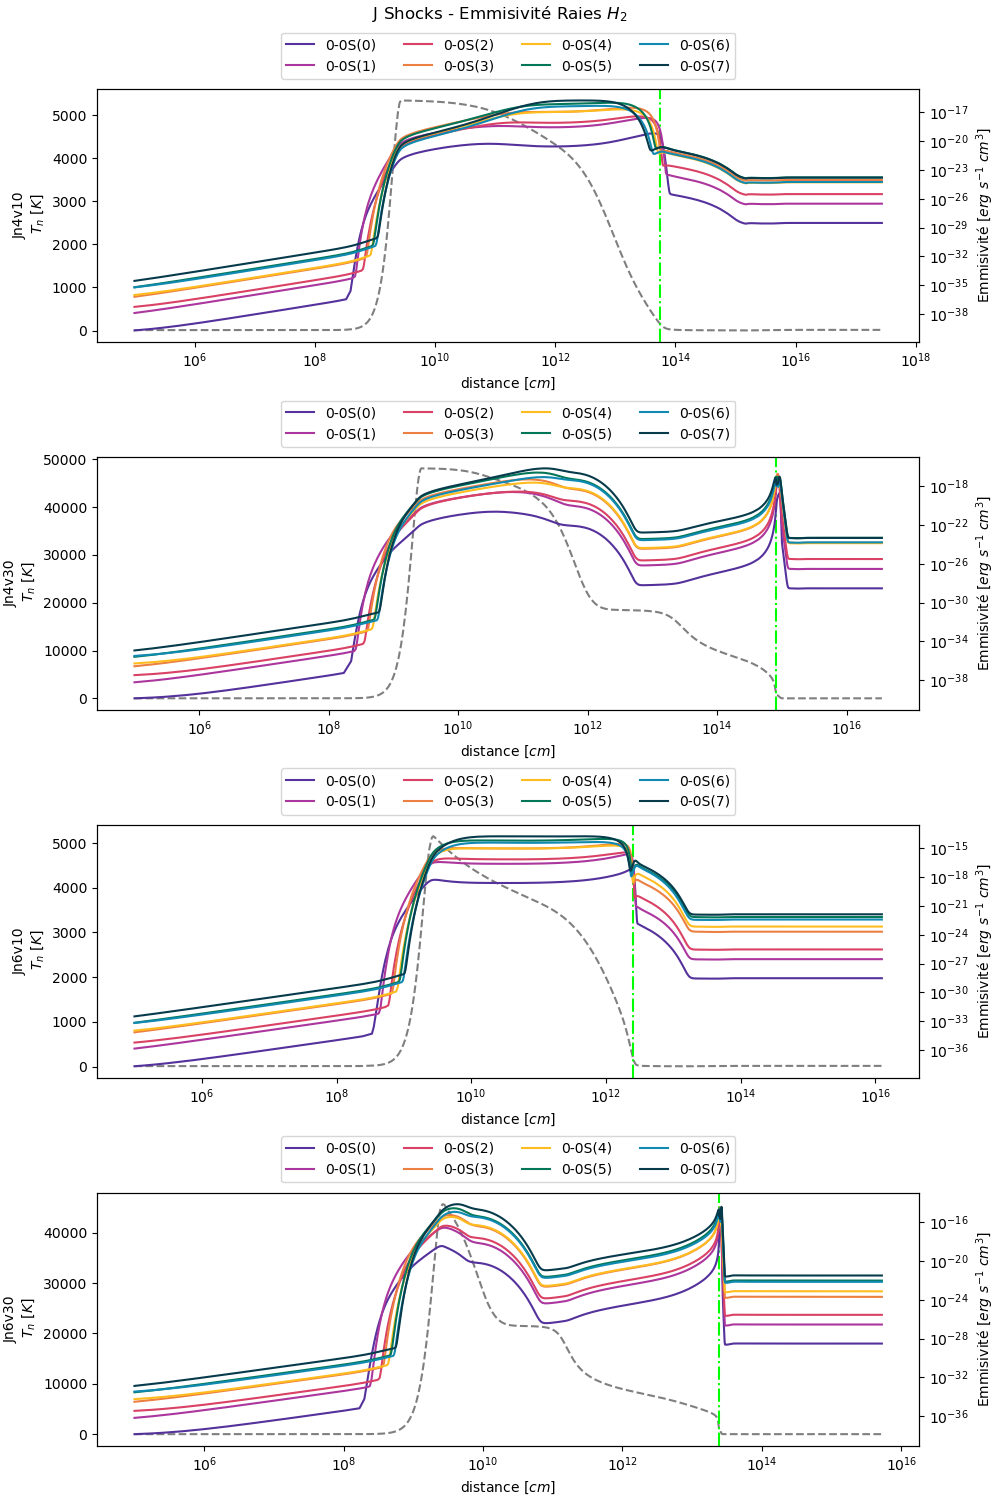 J Shocks - Emmisivité Raies $H_2$
0-0S(0) 0-0S(2) 0-0S(4) 0-0S(6)
0-0S(1) 0-0S(3) 0-0S(5) 0-0S(7)
Jn4v10
$T_n$ [K]
5000
4000
3000
2000
1000
0
$10^{-17}$
$10^{-20}$
$10^{-23}$
$10^{-26}$
$10^{-29}$
$10^{-32}$
$10^{-35}$
$10^{-38}$
Emmisivité [$erg\ s^{-1}\ cm^3$]
$10^6$ $10^8$ $10^{10}$ $10^{12}$ $10^{14}$ $10^{16}$ $10^{18}$
distance [cm]
0-0S(0) 0-0S(2) 0-0S(4) 0-0S(6)
0-0S(1) 0-0S(3) 0-0S(5) 0-0S(7)
Jn4v30
$T_n$ [K]
50000
40000
30000
20000
10000
0
$10^{-18}$
$10^{-22}$
$10^{-26}$
$10^{-30}$
$10^{-34}$
$10^{-38}$
Emmisivité [$erg\ s^{-1}\ cm^3$]
$10^6$ $10^8$ $10^{10}$ $10^{12}$ $10^{14}$ $10^{16}$
distance [cm]
0-0S(0) 0-0S(2) 0-0S(4) 0-0S(6)
0-0S(1) 0-0S(3) 0-0S(5) 0-0S(7)
Jn6v10
$T_n$ [K]
5000
4000
3000
2000
1000
0
$10^{-15}$
$10^{-18}$
$10^{-21}$
$10^{-24}$
$10^{-27}$
$10^{-30}$
$10^{-33}$
$10^{-36}$
Emmisivité [$erg\ s^{-1}\ cm^3$]
$10^6$ $10^8$ $10^{10}$ $10^{12}$ $10^{14}$ $10^{16}$
distance [cm]
0-0S(0) 0-0S(2) 0-0S(4) 0-0S(6)
0-0S(1) 0-0S(3) 0-0S(5) 0-0S(7)
Jn6v30
$T_n$ [K]
40000
30000
20000
10000
0
$10^{-16}$
$10^{-20}$
$10^{-24}$
$10^{-28}$
$10^{-32}$
$10^{-36}$
Emmisivité [$erg\ s^{-1}\ cm^3$]
$10^6$ $10^8$ $10^{10}$ $10^{12}$ $10^{14}$ $10^{16}$
distance [cm]